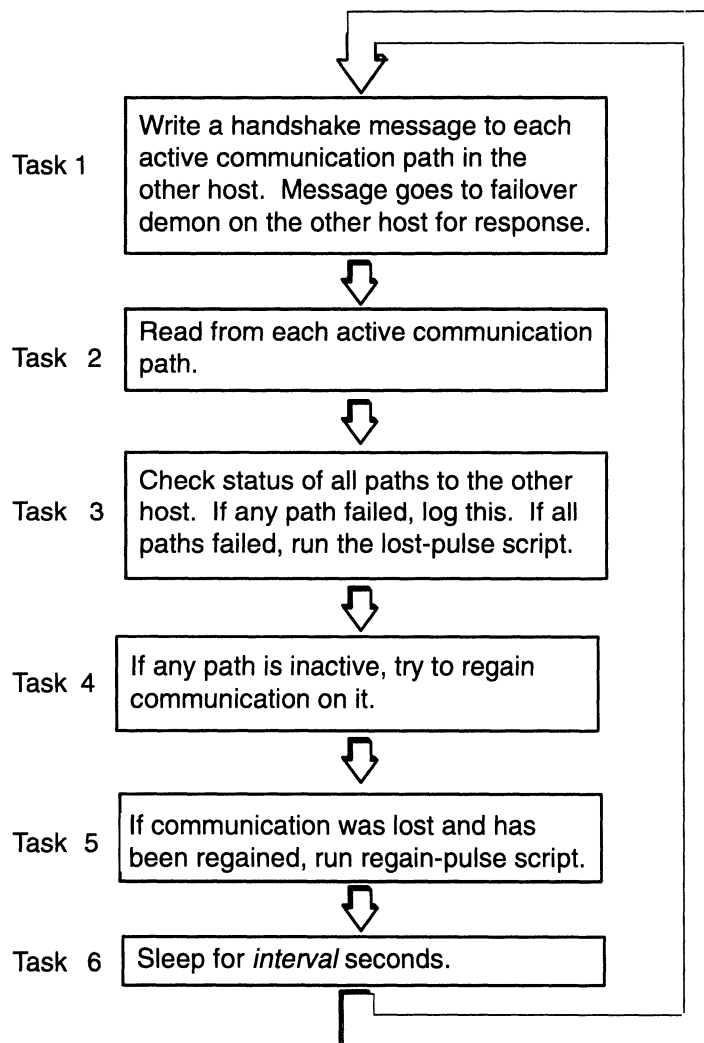 Write a handshake message to each
Task 1
active communication path in the
other host. Message goes to failover
demon on the other host for response.
Read from each active communication
Task 2
path.
Check status of all paths to the other
Task 3
host. If any path failed, log this. If all
paths failed, run the lost-pulse script.
If any path is inactive, try to regain
Task 4
communication on it.
If communication was lost and has
Task 5
been regained, run regain-pulse script.
Task 6
Sleep for interval seconds.